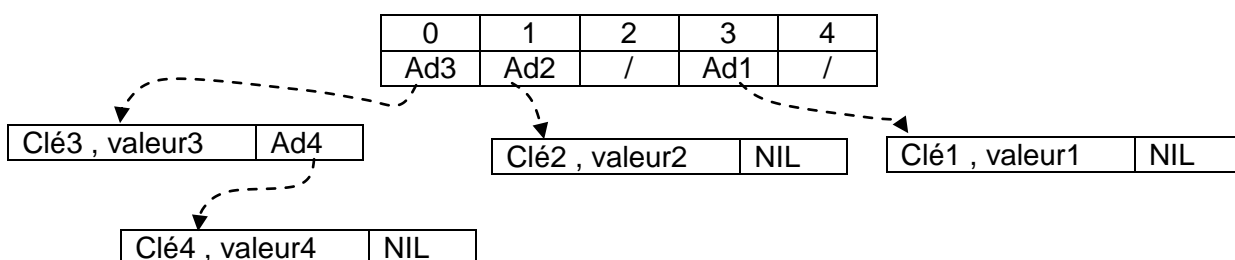 0 1 2 3 4
Ad3 Ad2 / Ad1 /
Clé3 , valeur3 Ad4
Clé2 , valeur2 NIL
Clé1 , valeur1 NIL
Clé4 , valeur4 NIL